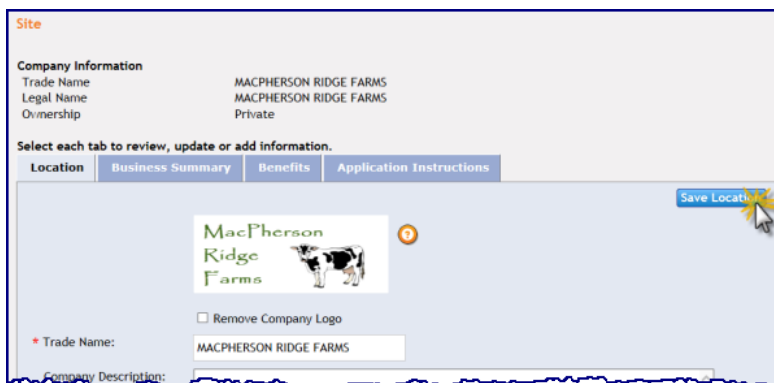 Site
Company Information
Trade Name MACPHERSON RIDGE FARMS
Legal Name MACPHERSON RIDGE FARMS
Ownership Private
Select each tab to review, update or add information.
Location Business Summary Benefits Application Instructions
Save Location
MacPherson
Ridge
Farms
?
Remove Company Logo
* Trade Name: MACPHERSON RIDGE FARMS
Company Description: